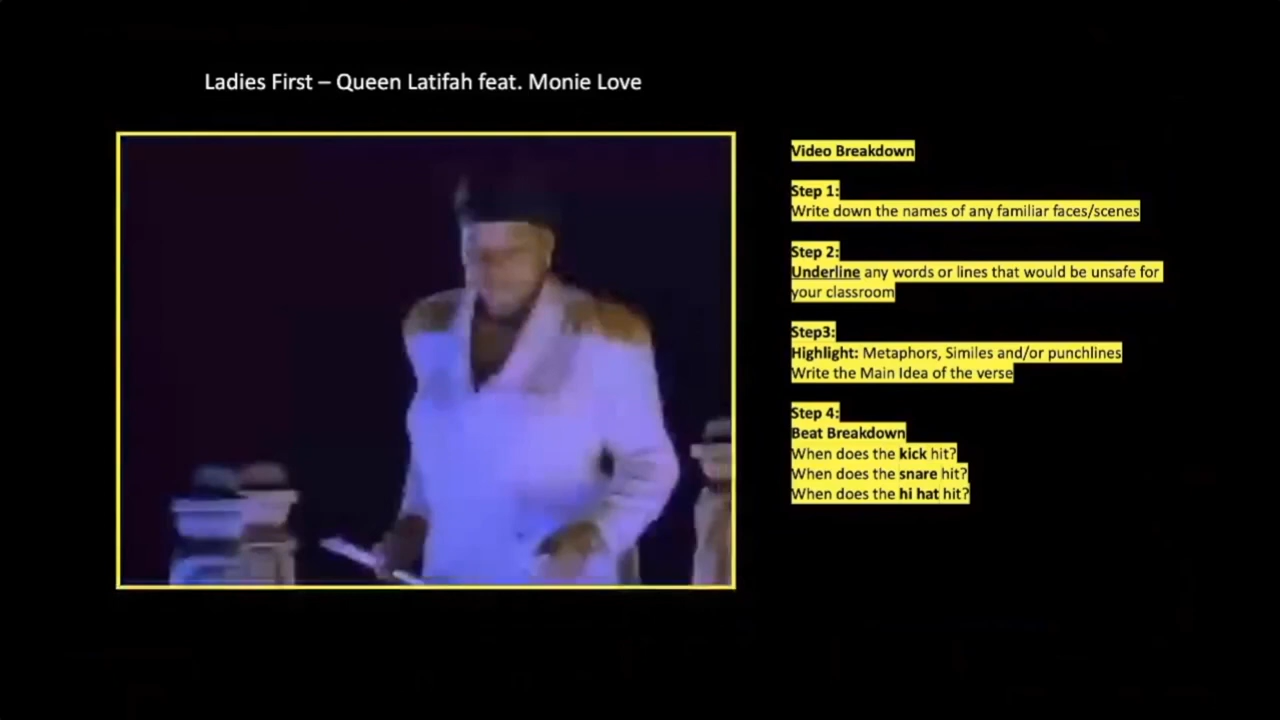 Ladies First – Queen Latifah feat. Monie Love
Video Breakdown
Step 1:
Write down the names of any familiar faces/scenes
Step 2:
Underline any words or lines that would be unsafe for
your classroom
Step3:
Highlight: Metaphors, Similes and/or punchlines
Write the Main Idea of the verse
Step 4:
Beat Breakdown
When does the kick hit?
When does the snare hit?
When does the hi hat hit?